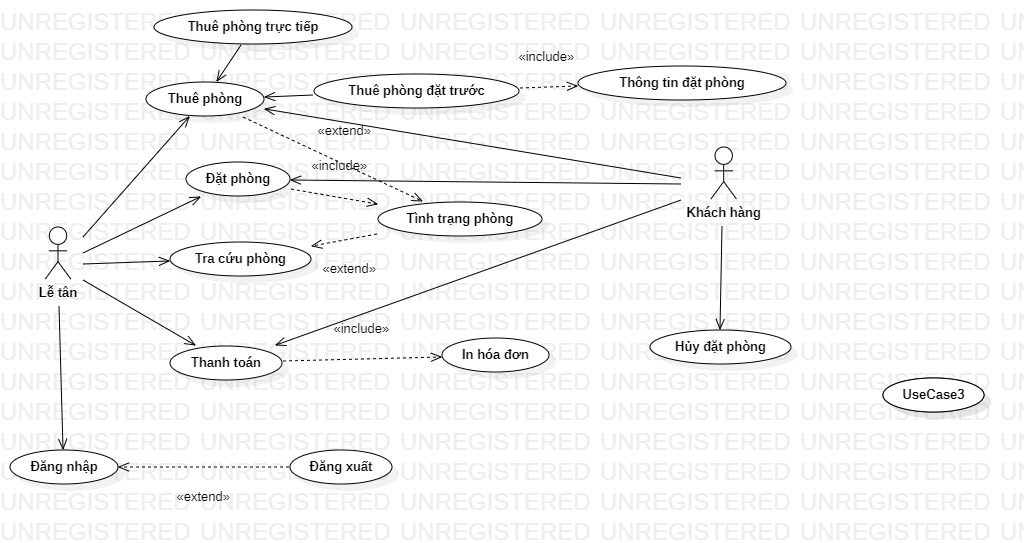 UNREGISTERED UNREGISTERED UNREGISTERED UNREGISTERED UNREGISTERED UN
Thuê phòng trực tiếp
«include»
Thuê phòng
Thuê phòng đặt trước
Thông tin đặt phòng
«extend»
«include»
Đặt phòng
Tình trạng phòng
Khách hàng
Tra cứu phòng
«extend»
Lễ tân
«include»
Thanh toán
In hóa đơn
Hủy đặt phòng
UseCase3
Đăng nhập
Đăng xuất
«extend»